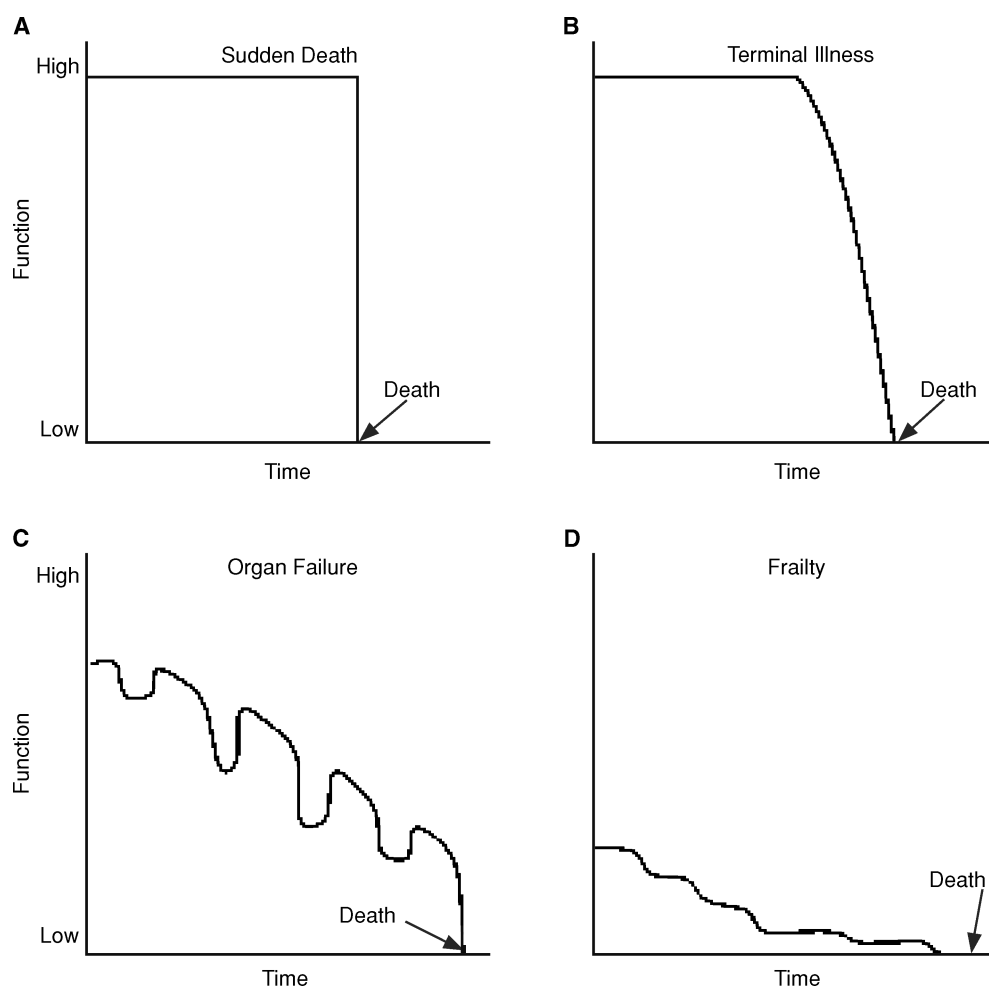 A
Sudden Death
High
Function
Death
Low
Time
B
Terminal Illness
Death
Time
C
Organ Failure
High
Function
Death
Low
Time
D
Frailty
Death
Time